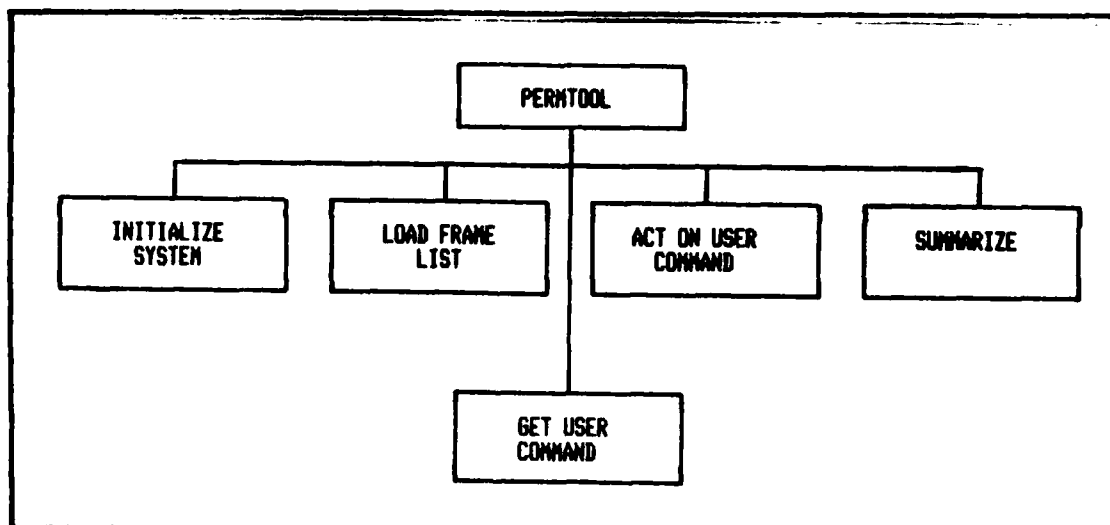 PERMTOOL
INITIALIZE
SYSTEM
LOAD FRAME
LIST
ACT ON USER
COMMAND
SUMMARIZE
GET USER
COMMAND